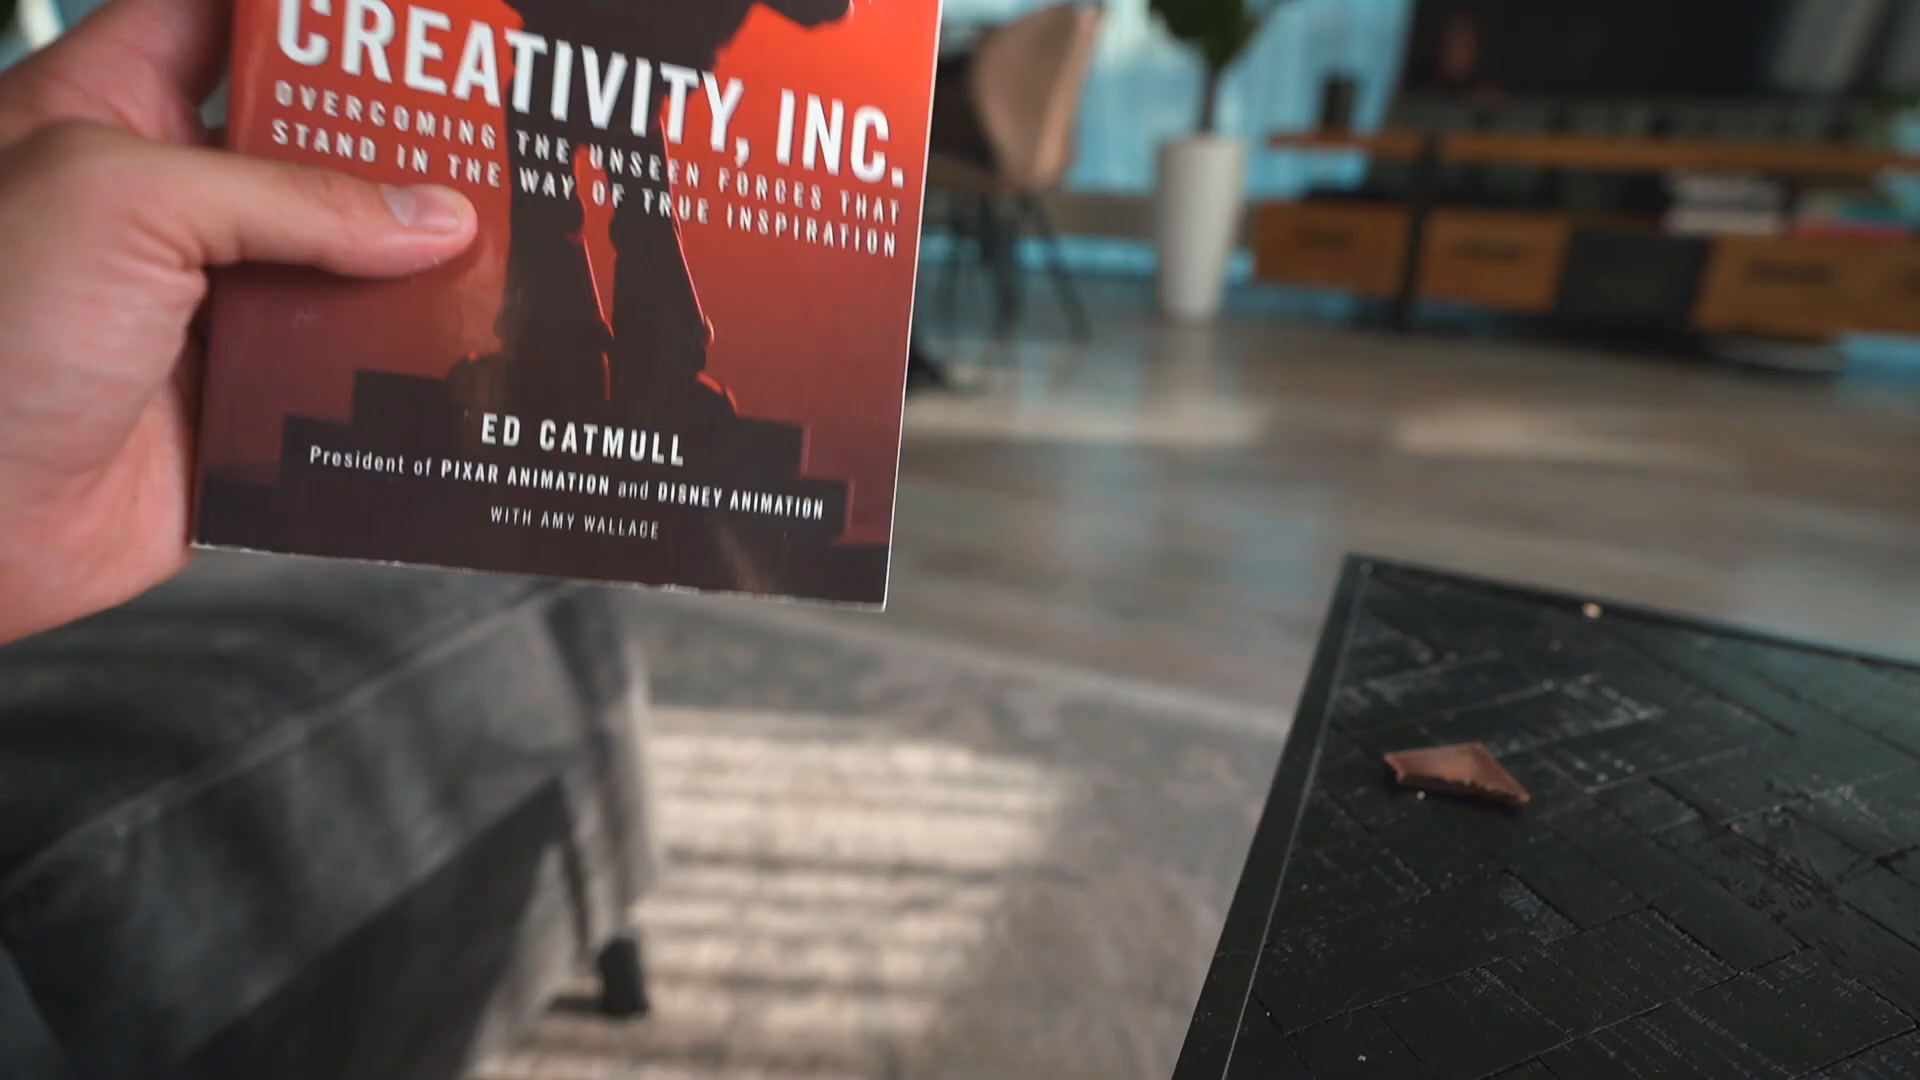 CREATIVITY, INC.
OVERCOMING THE UNSEEN FORCES THAT
STAND IN THE WAY OF TRUE INSPIRATION
ED CATMULL
President of PIXAR ANIMATION and DISNEY ANIMATION
WITH AMY WALLACE